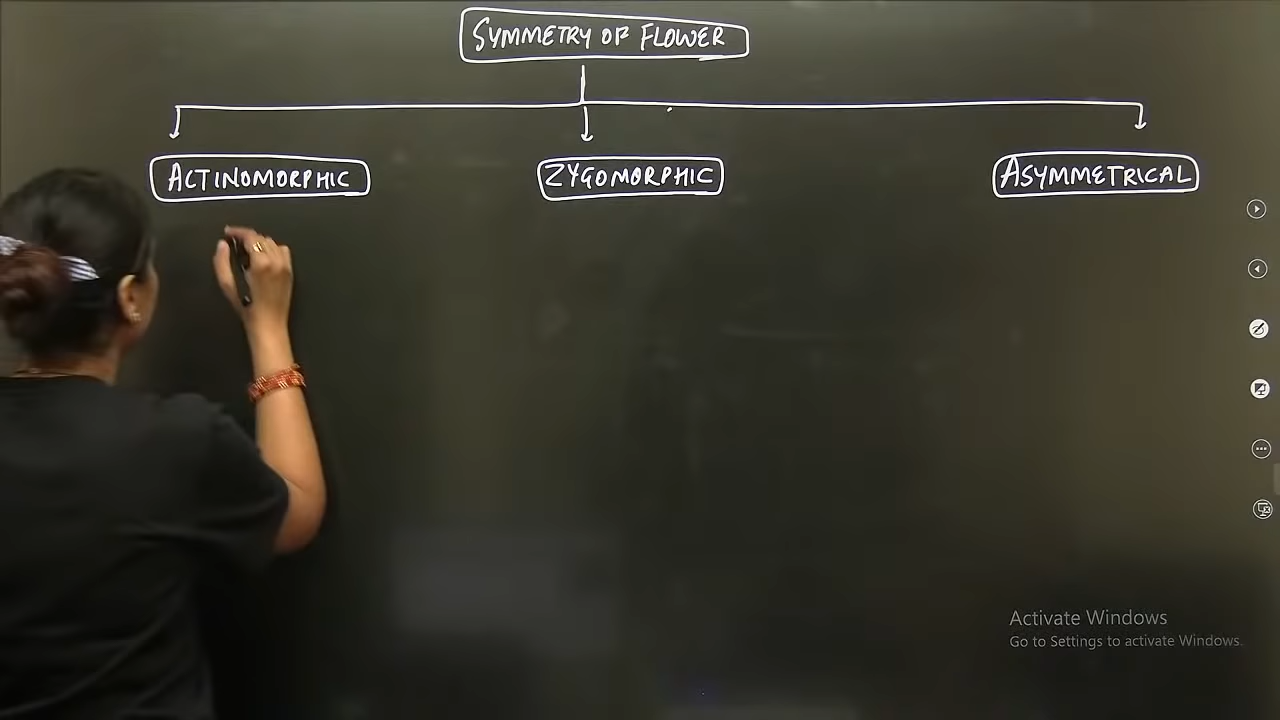 SYMMETRY OF FLOWER
ACTINOMORPHIC
ZYGOMORPHIC
ASYMMETRICAL
Activate Windows
Go to Settings to activate Windows.